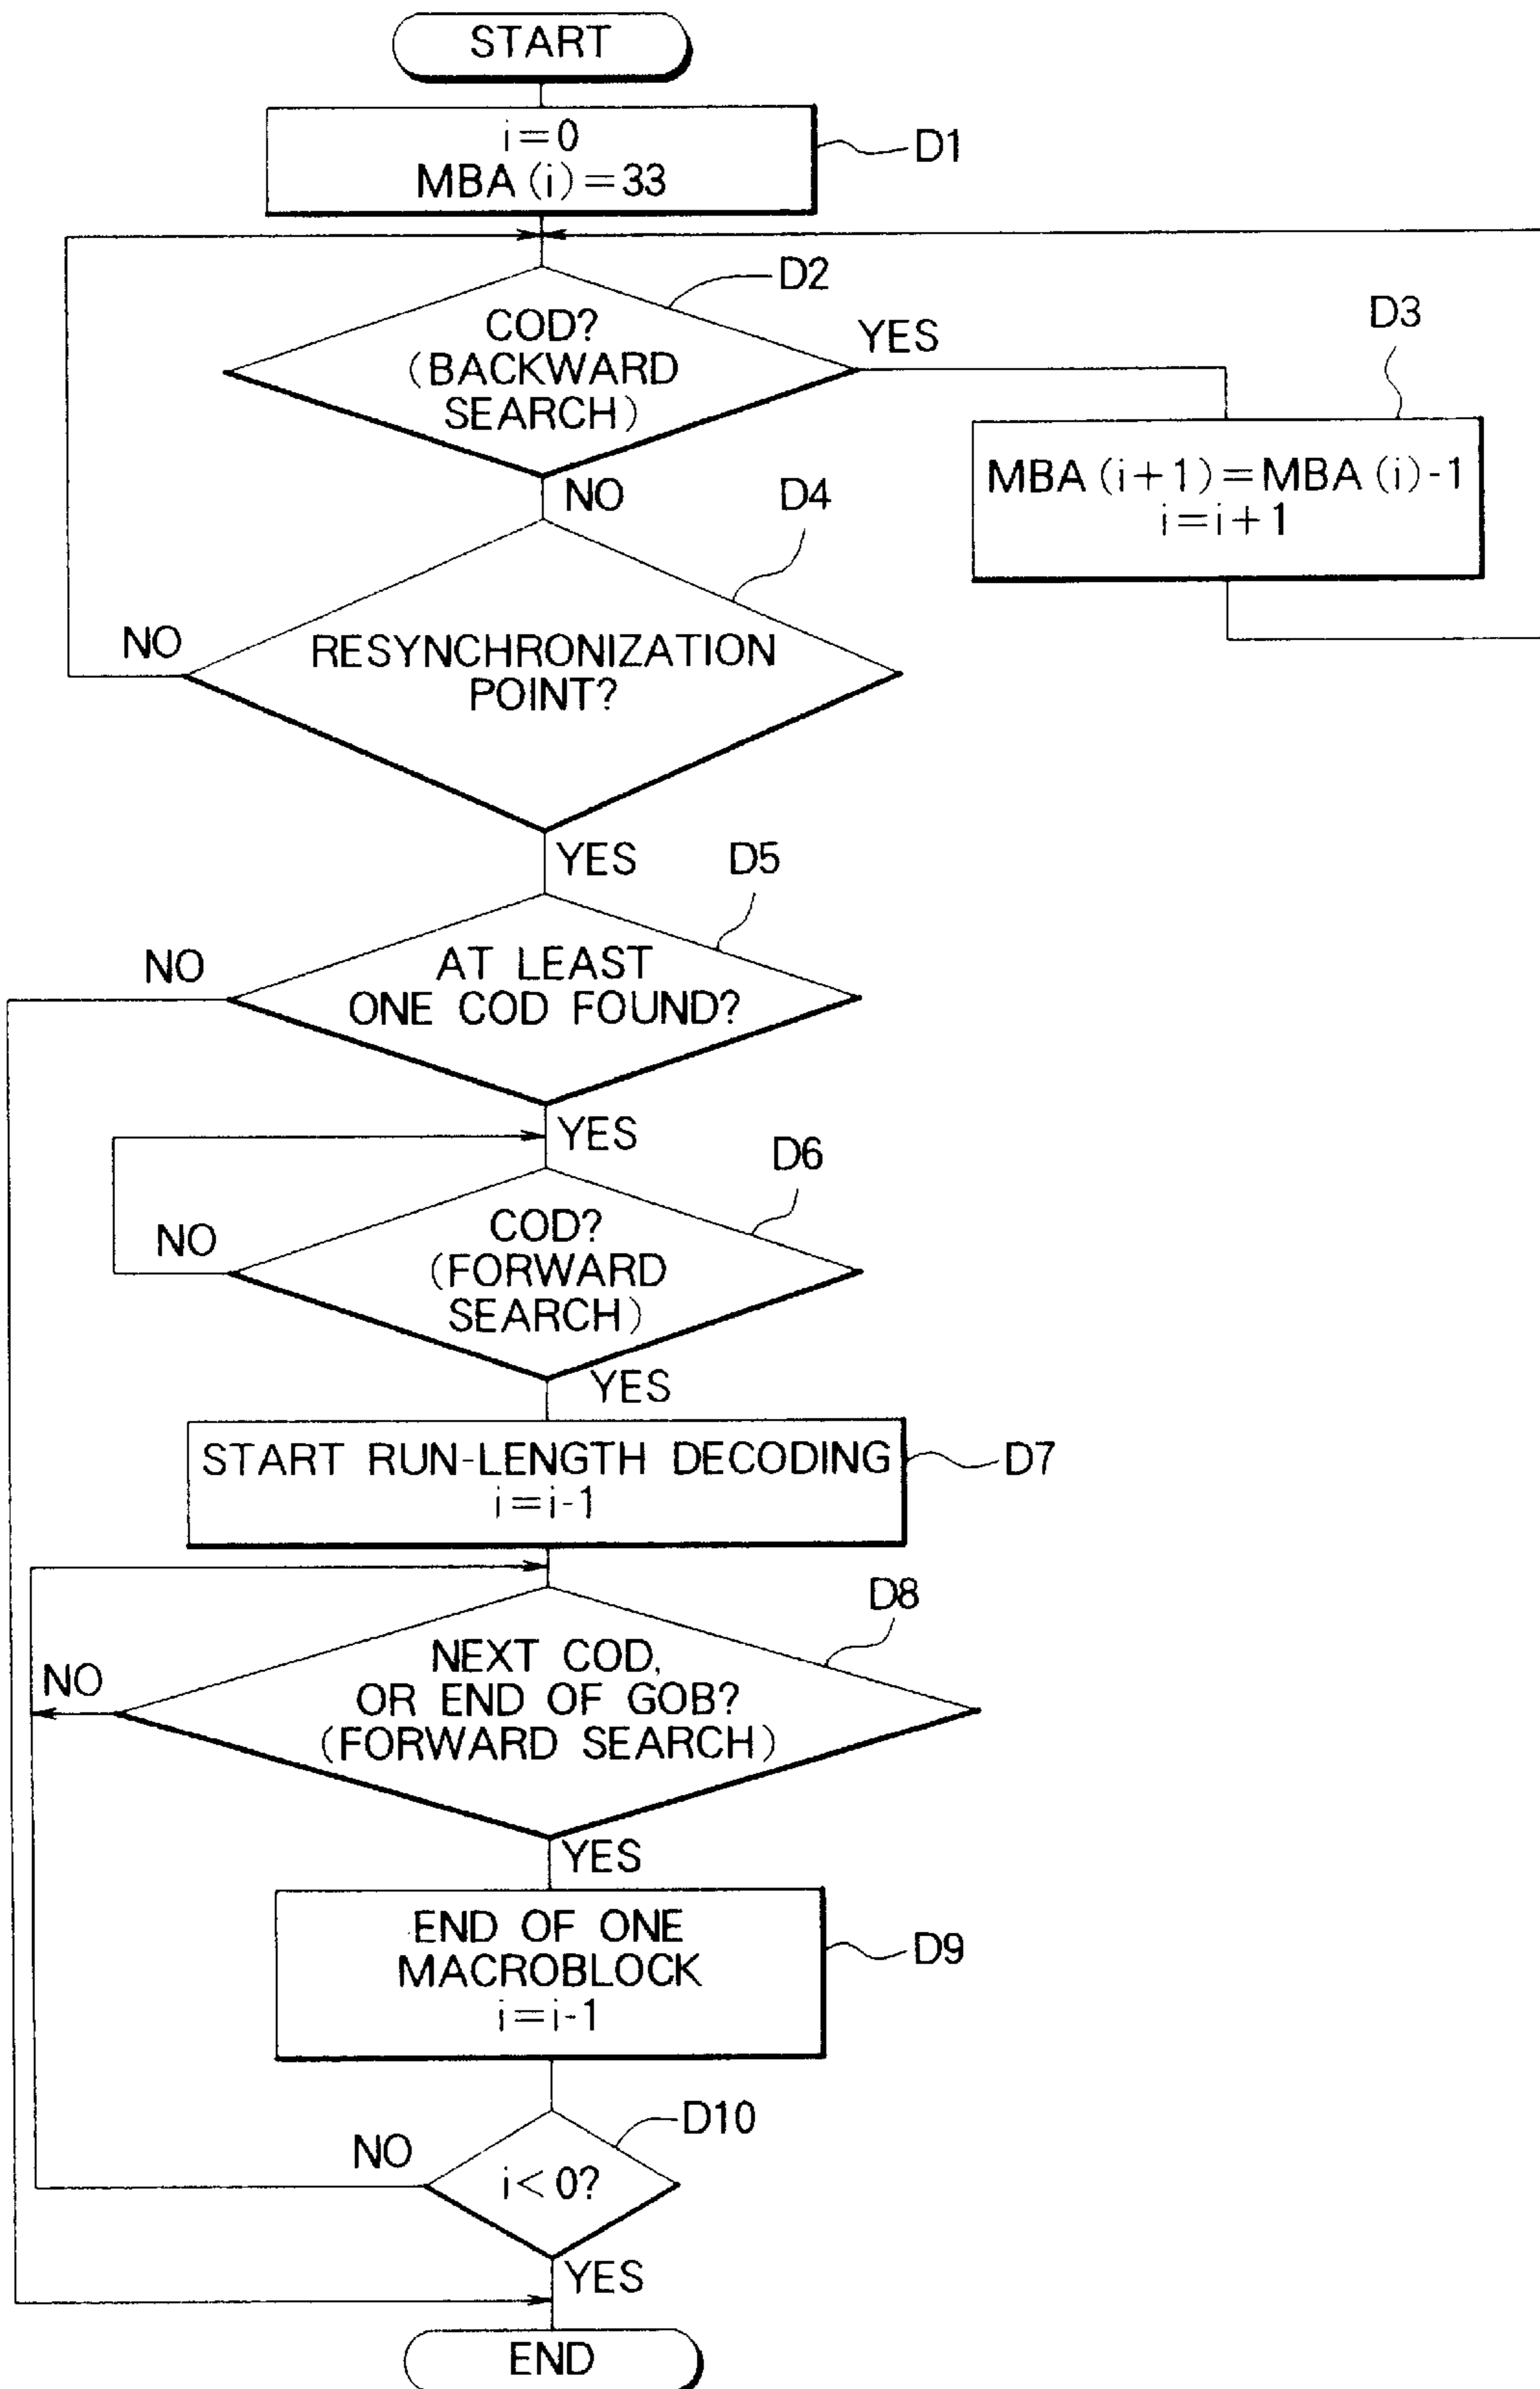 START
i=0
MBA(i)=33
D1
D2
COD?
(BACKWARD
SEARCH)
YES
D3
MBA(i+1)=MBA(i)-1
i=i+1
NO
D4
NO
RESYNCHRONIZATION
POINT?
YES
D5
NO
AT LEAST
ONE COD FOUND?
YES
D6
NO
COD?
(FORWARD
SEARCH)
YES
START RUN-LENGTH DECODING
i=i-1
D7
D8
NO
NEXT COD,
OR END OF GOB?
(FORWARD SEARCH)
YES
END OF ONE
MACROBLOCK
i=i-1
D9
D10
NO
i<0?
YES
END